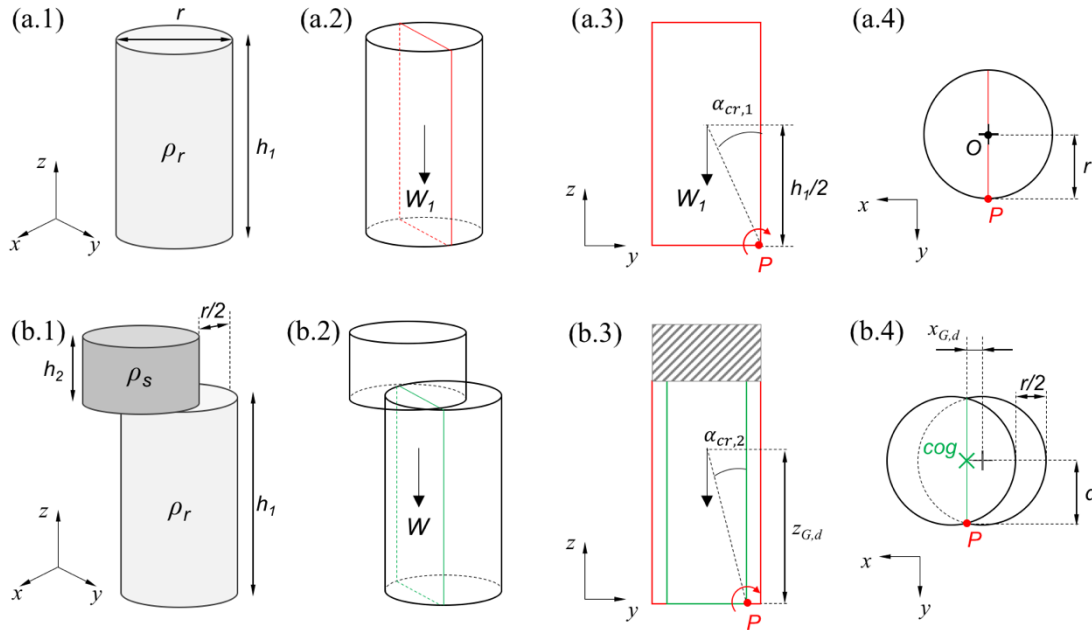 (a.1)
r
ρr
h1
z
x
y
(a.2)
W1
(a.3)
αcr,1
W1
h1/2
z
y
P
(a.4)
O
r
P
x
y
(b.1)
r/2
h2
ρs
ρr
h1
z
x
y
(b.2)
W
(b.3)
αcr,2
zG,d
z
y
P
(b.4)
xG,d
r/2
cog
d
P
x
y